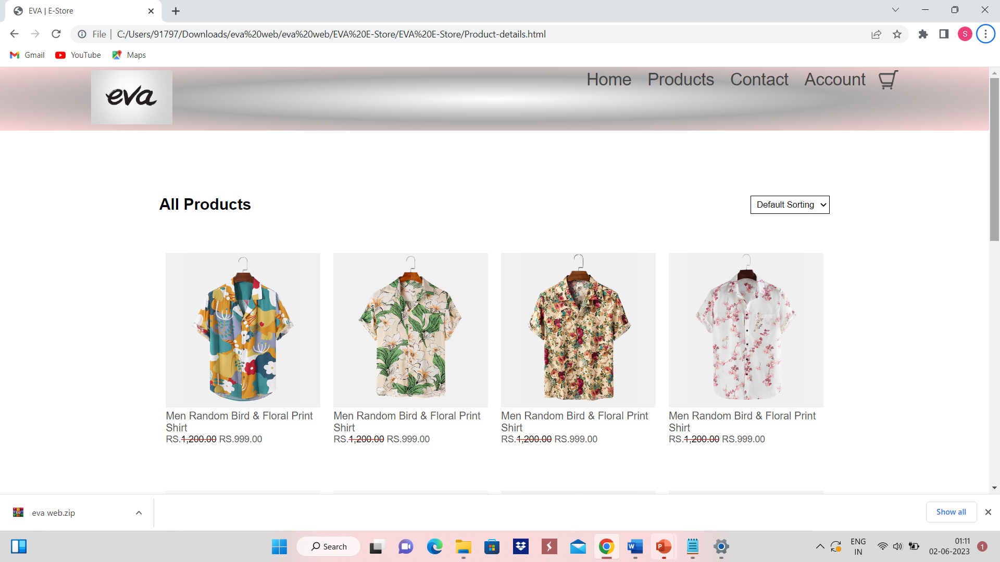 EVA | E-Store
File | C:/Users/91797/Downloads/eva%20web/eva%20web/EVA%20E-Store/EVA%20E-Store/Product-details.html
S
Gmail YouTube Maps
eva
Home Products Contact Account
All Products
Default Sorting
Men Random Bird & Floral Print Shirt
RS.1,200.00 RS.999.00
Men Random Bird & Floral Print Shirt
RS.1,200.00 RS.999.00
Men Random Bird & Floral Print Shirt
RS.1,200.00 RS.999.00
Men Random Bird & Floral Print Shirt
RS.1,200.00 RS.999.00
eva web.zip
Show all
Search
W
P
ENG
IN
01:11
02-06-2023
1